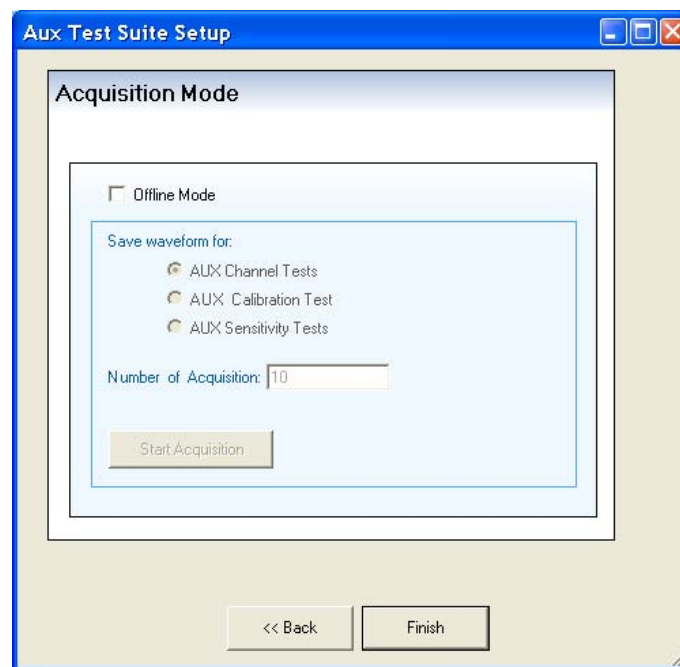 Aux Test Suite Setup
Acquisition Mode
Offline Mode
Save waveform for:
AUX Channel Tests
AUX Calibration Test
AUX Sensitivity Tests
Number of Acquisition: 10
Start Acquisition
<< Back
Finish